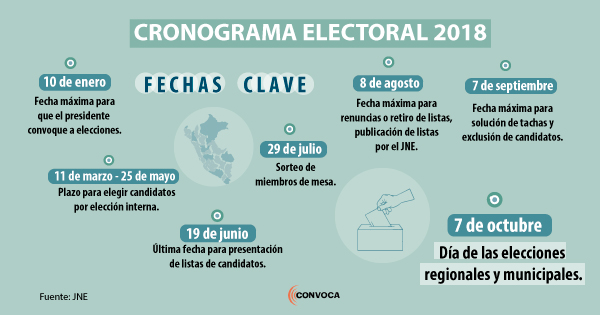 CRONOGRAMA ELECTORAL 2018
FECHAS CLAVE
10 de enero
Fecha máxima para
que el presidente
convoque a elecciones.
11 de marzo - 25 de mayo
Plazo para elegir candidatos
por elección interna.
19 de junio
Última fecha para presentación
de listas de candidatos.
29 de julio
Sorteo de
miembros de mesa.
8 de agosto
Fecha máxima para
renuncias o retiro de listas,
publicación de listas
por el JNE.
7 de septiembre
Fecha máxima para
solución de tachas y
exclusión de candidatos.
7 de octubre
Día de las elecciones
regionales y municipales.
Fuente: JNE
CONVOCA